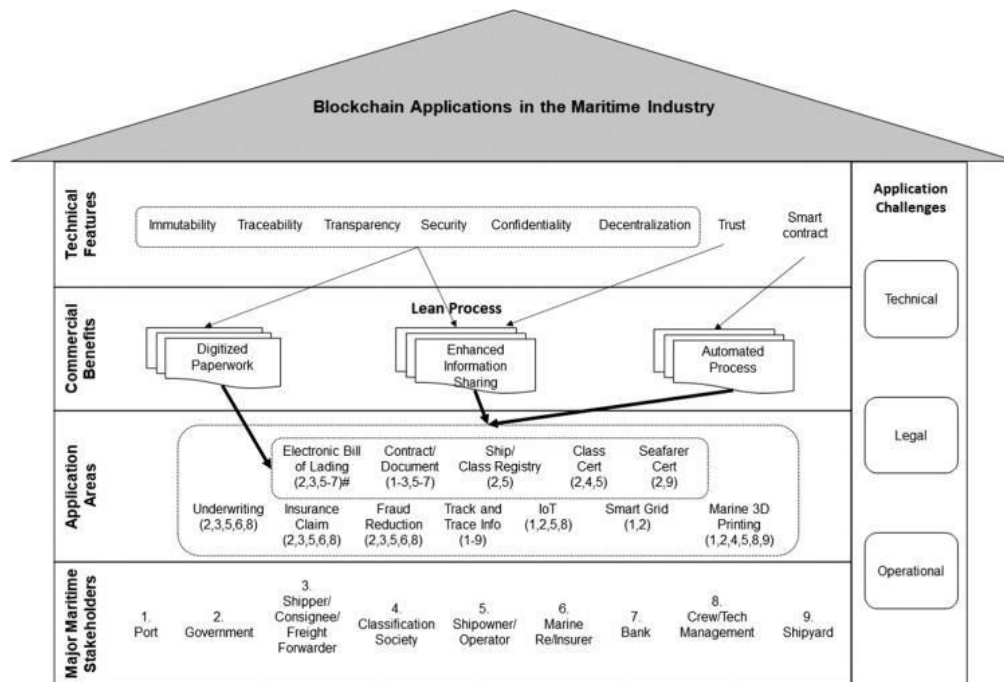 Blockchain Applications in the Maritime Industry
Technical
Features
Immutability Traceability Transparency Security Confidentiality Decentralization Trust Smart
contract
Commercial
Benefits
Lean Process
Digitized
Paperwork
Enhanced
Information
Sharing
Automated
Process
Application
Areas
Electronic Bill
of Lading
(2,3,5-7)#
Contract/
Document
(1-3,5-7)
Ship/
Class Registry
(2,5)
Class
Cert
(2,4,5)
Seafarer
Cert
(2,9)
Underwriting
(2,3,5,6,8)
Insurance
Claim
(2,3,5,6,8)
Fraud
Reduction
(2,3,5,6,8)
Track and
Trace Info
(1-9)
IoT
(1,2,5,8)
Smart Grid
(1,2)
Marine 3D
Printing
(1,2,4,5,8,9)
Major Maritime
Stakeholders
1.
Port
2.
Government
3.
Shipper/
Consignee/
Freight
Forwarder
4.
Classification
Society
5.
Shipowner/
Operator
6.
Marine
Re/Insurer
7.
Bank
8.
Crew/Tech
Management
9.
Shipyard
Application
Challenges
Technical
Legal
Operational